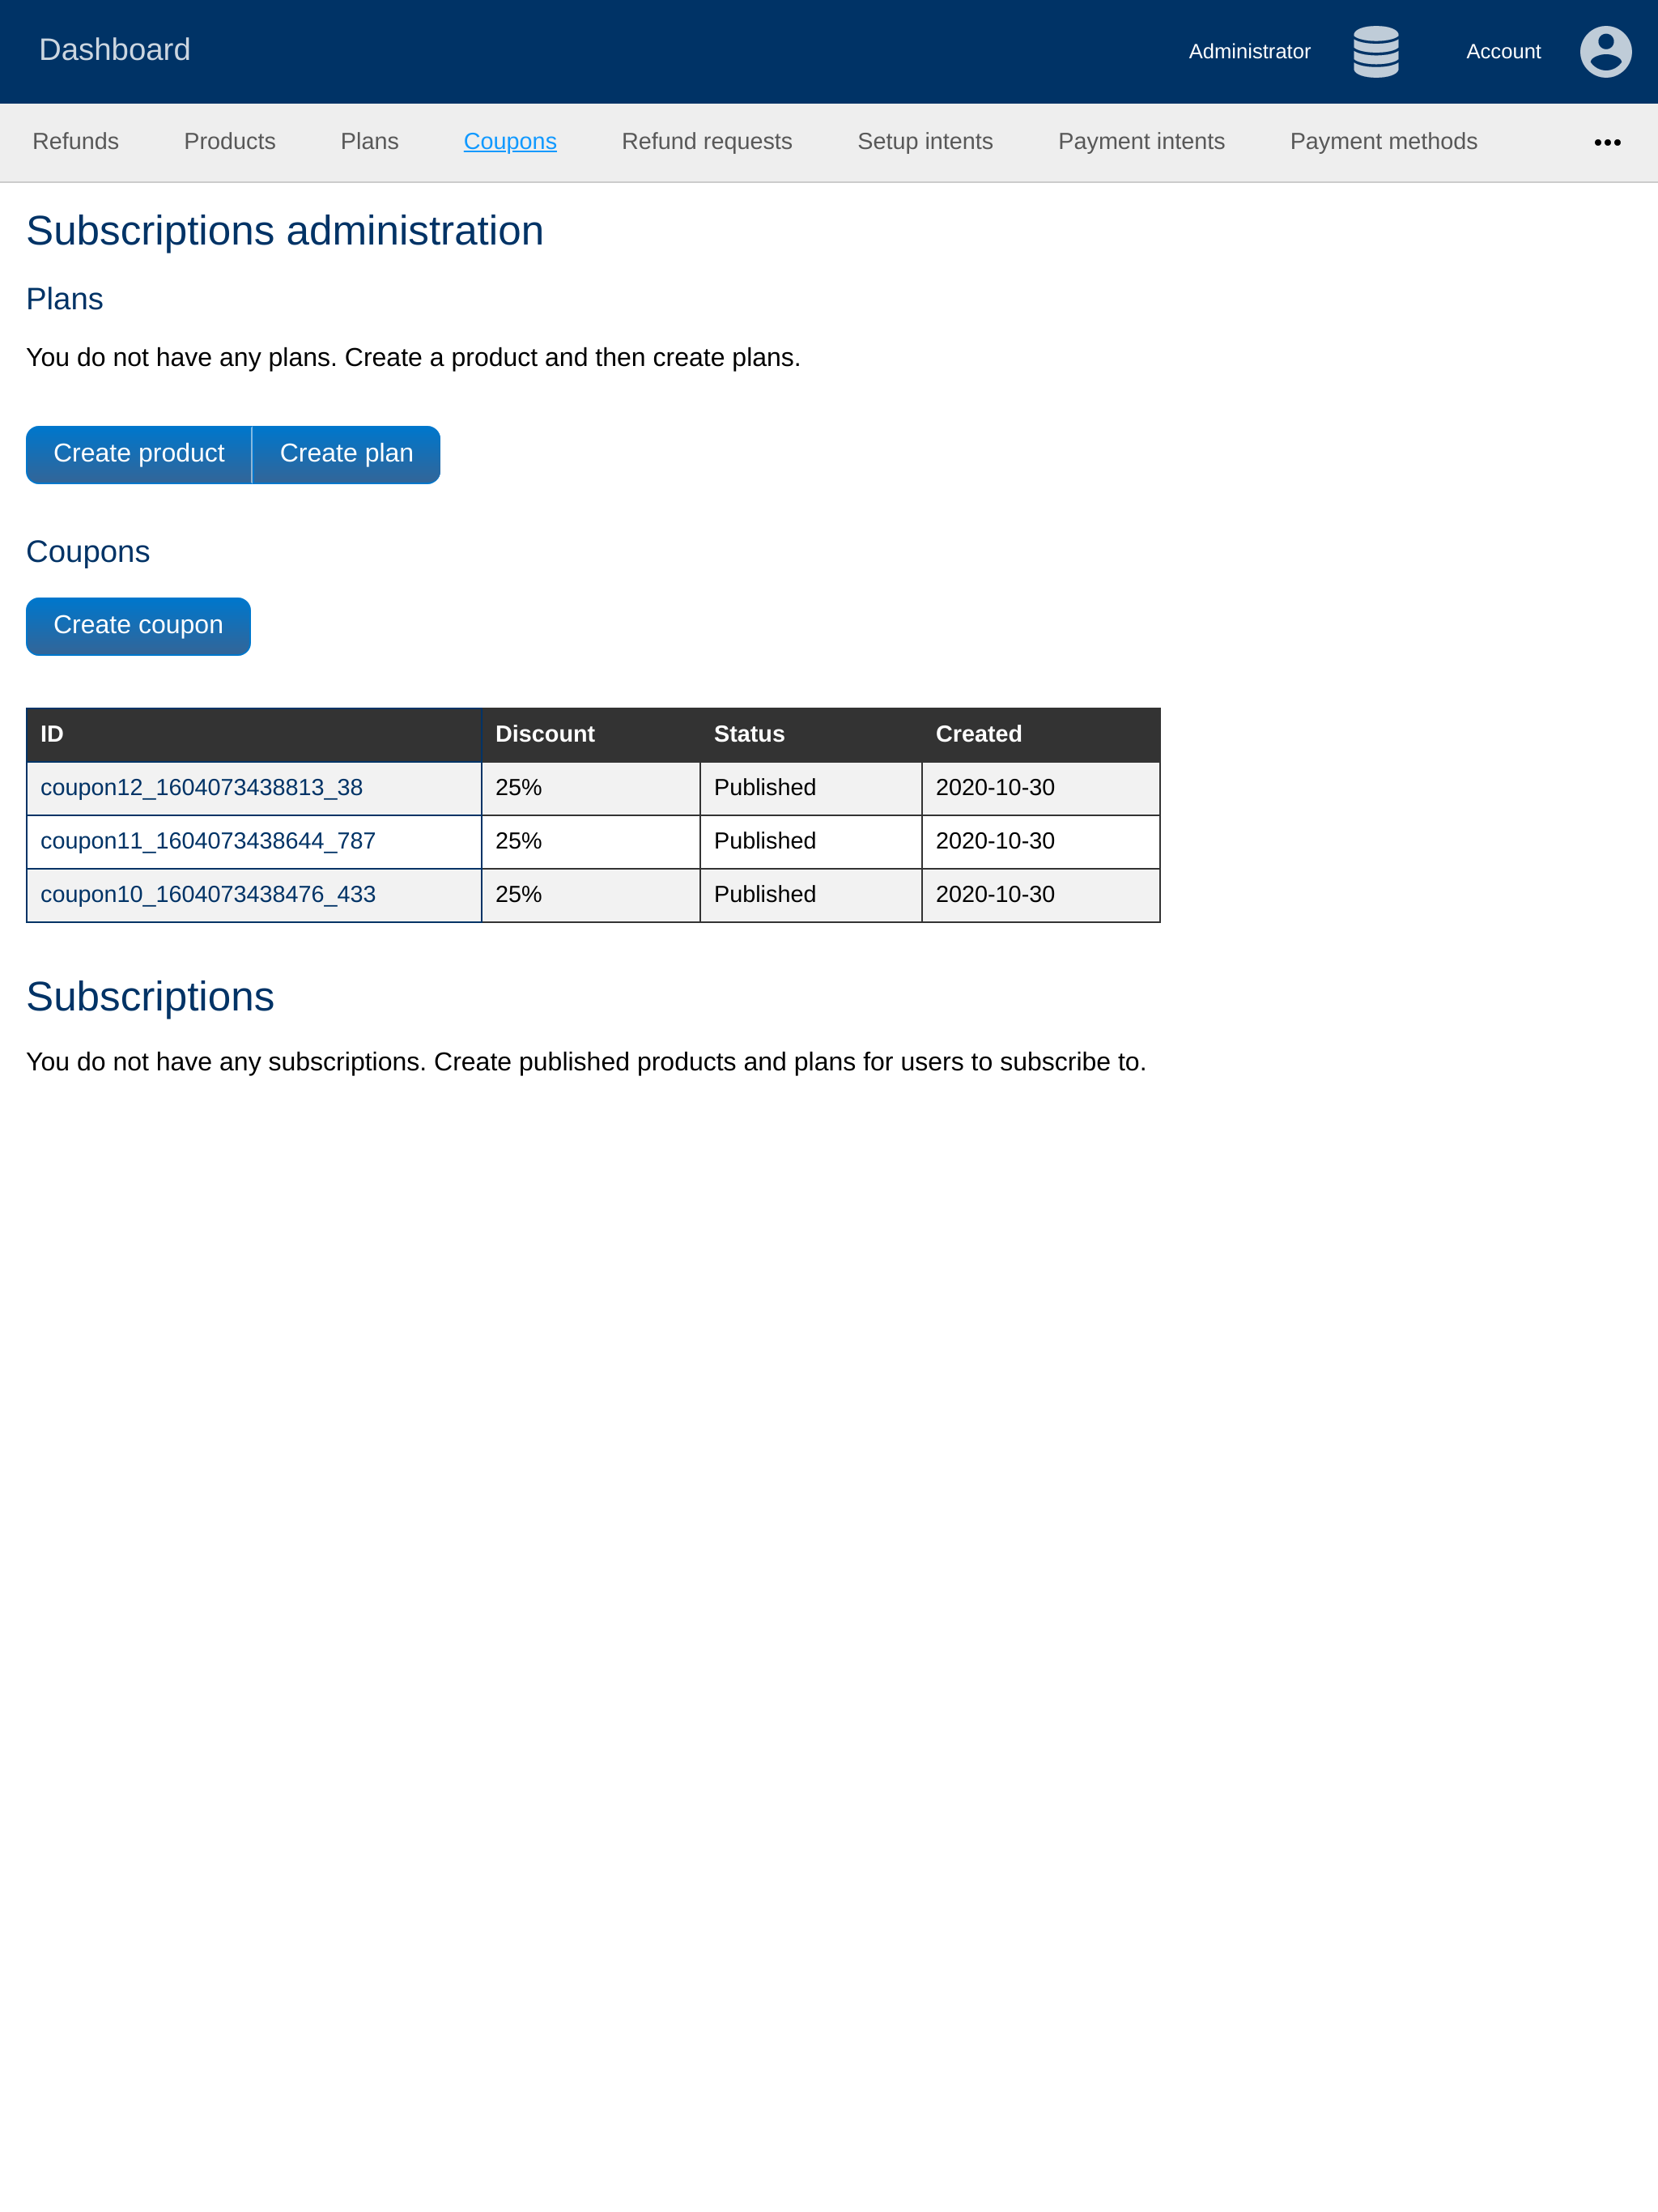 Dashboard Administrator Account
Refunds Products Plans Coupons Refund requests Setup intents Payment intents Payment methods •••
Subscriptions administration
Plans
You do not have any plans. Create a product and then create plans.
Create product Create plan
Coupons
Create coupon
ID Discount Status Created
coupon12_1604073438813_38 25% Published 2020-10-30
coupon11_1604073438644_787 25% Published 2020-10-30
coupon10_1604073438476_433 25% Published 2020-10-30
Subscriptions
You do not have any subscriptions. Create published products and plans for users to subscribe to.